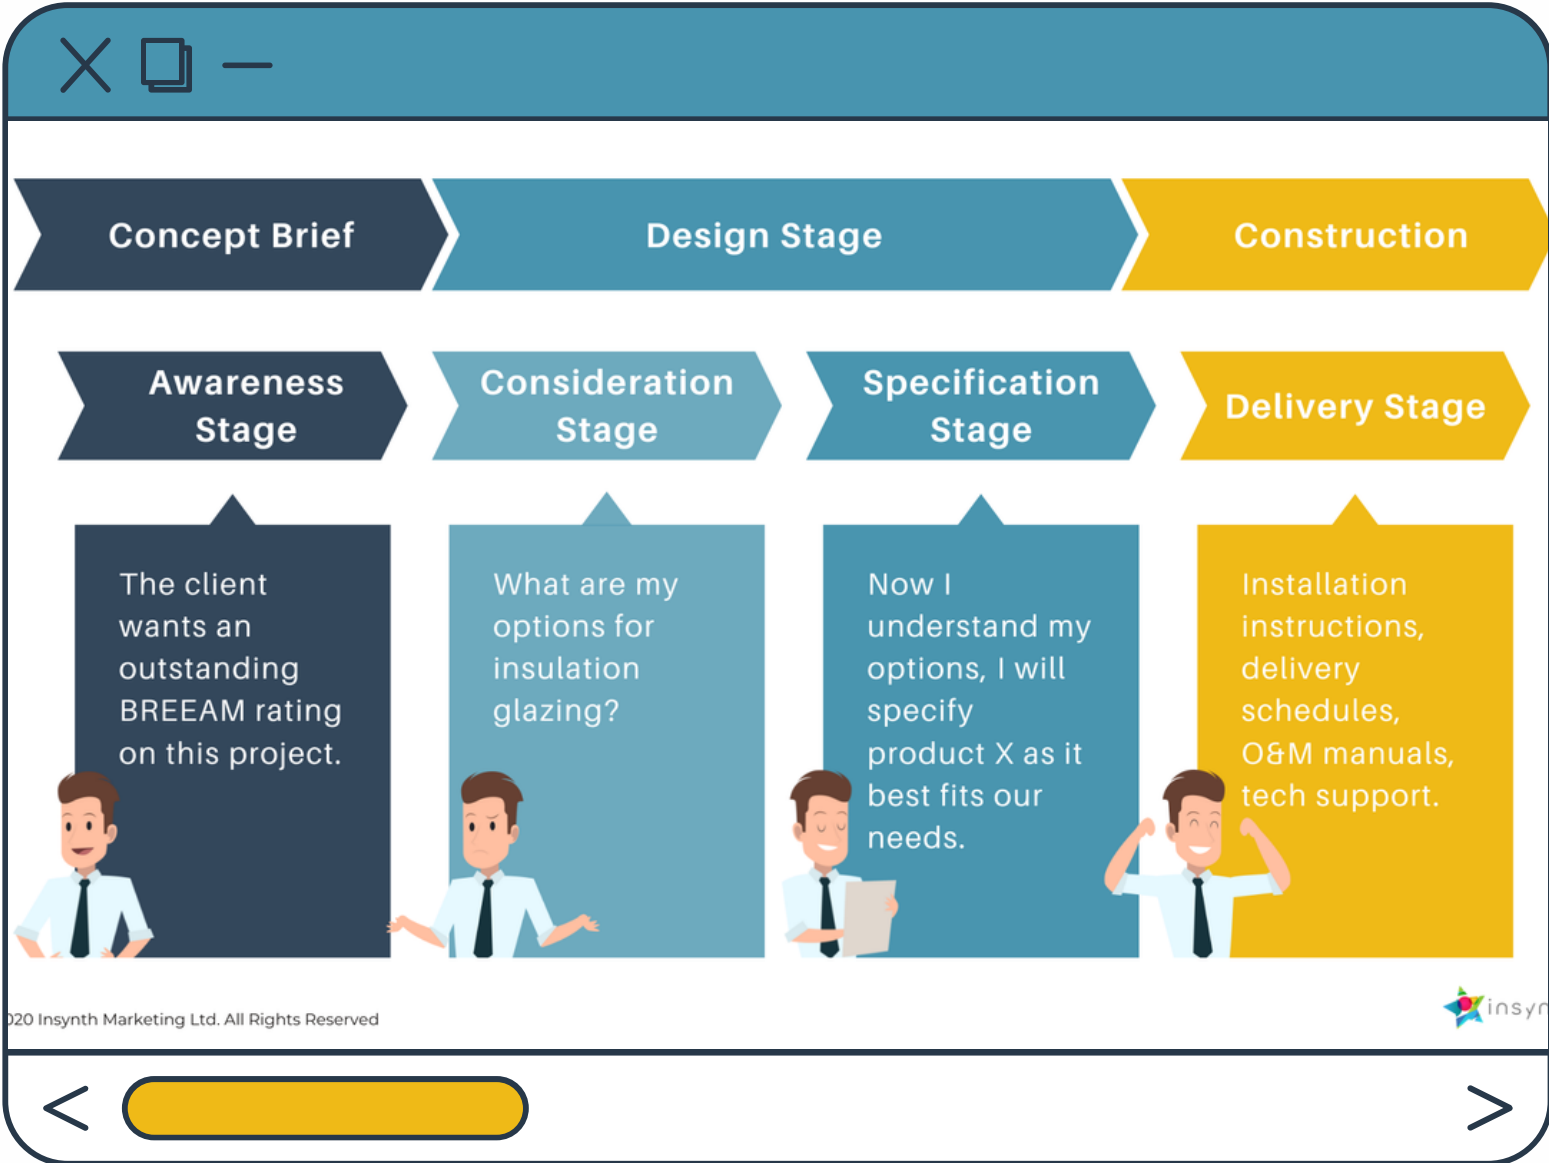 Concept Brief
Design Stage
Construction
Awareness
Stage
Consideration
Stage
Specification
Stage
Delivery Stage
The client
wants an
outstanding
BREEAM rating
on this project.
What are my
options for
insulation
glazing?
Now I
understand my
options, I will
specify
product X as it
best fits our
needs.
Installation
instructions,
delivery
schedules,
O&M manuals,
tech support.
020 Insynth Marketing Ltd. All Rights Reserved
insyn